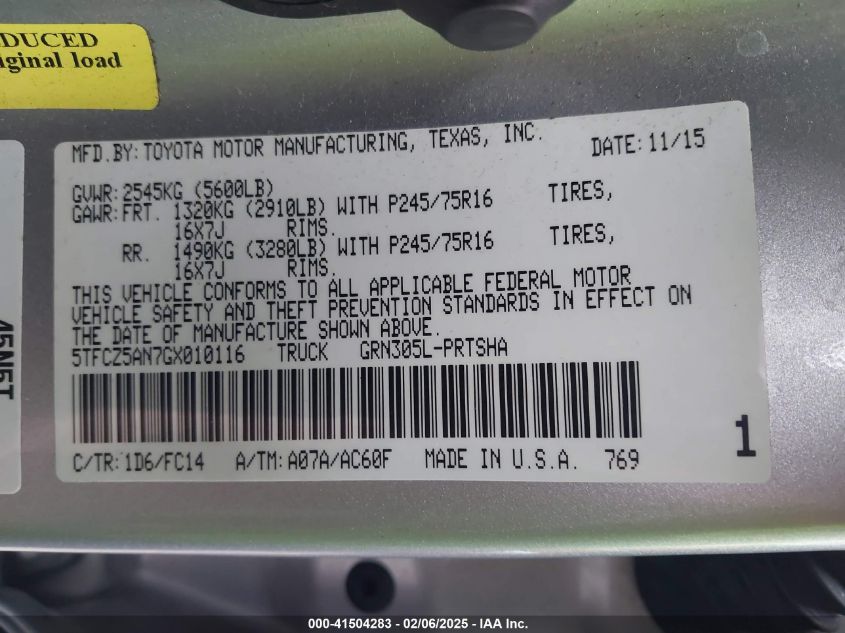 DUCED
ginal load
MFD.BY:TOYOTA MOTOR MANUFACTURING, TEXAS, INC. DATE:11/15
GVWR:2545KG (5600LB)
GAWR:FRT. 1320KG (2910LB) WITH P245/75R16 TIRES,
16X7J RIMS.
RR. 1490KG (3280LB) WITH P245/75R16 TIRES,
16X7J RIMS.
THIS VEHICLE CONFORMS TO ALL APPLICABLE FEDERAL MOTOR
VEHICLE SAFETY AND THEFT PREVENTION STANDARDS IN EFFECT ON
THE DATE OF MANUFACTURE SHOWN ABOVE.
5TFCZ5AN7GX010116 TRUCK GRN305L-PRTSHA
C/TR:1D6/FC14 A/TM:A07A/AC60F MADE IN U.S.A. 769
1
45N5T
000-41504283 - 02/06/2025 - IAA Inc.